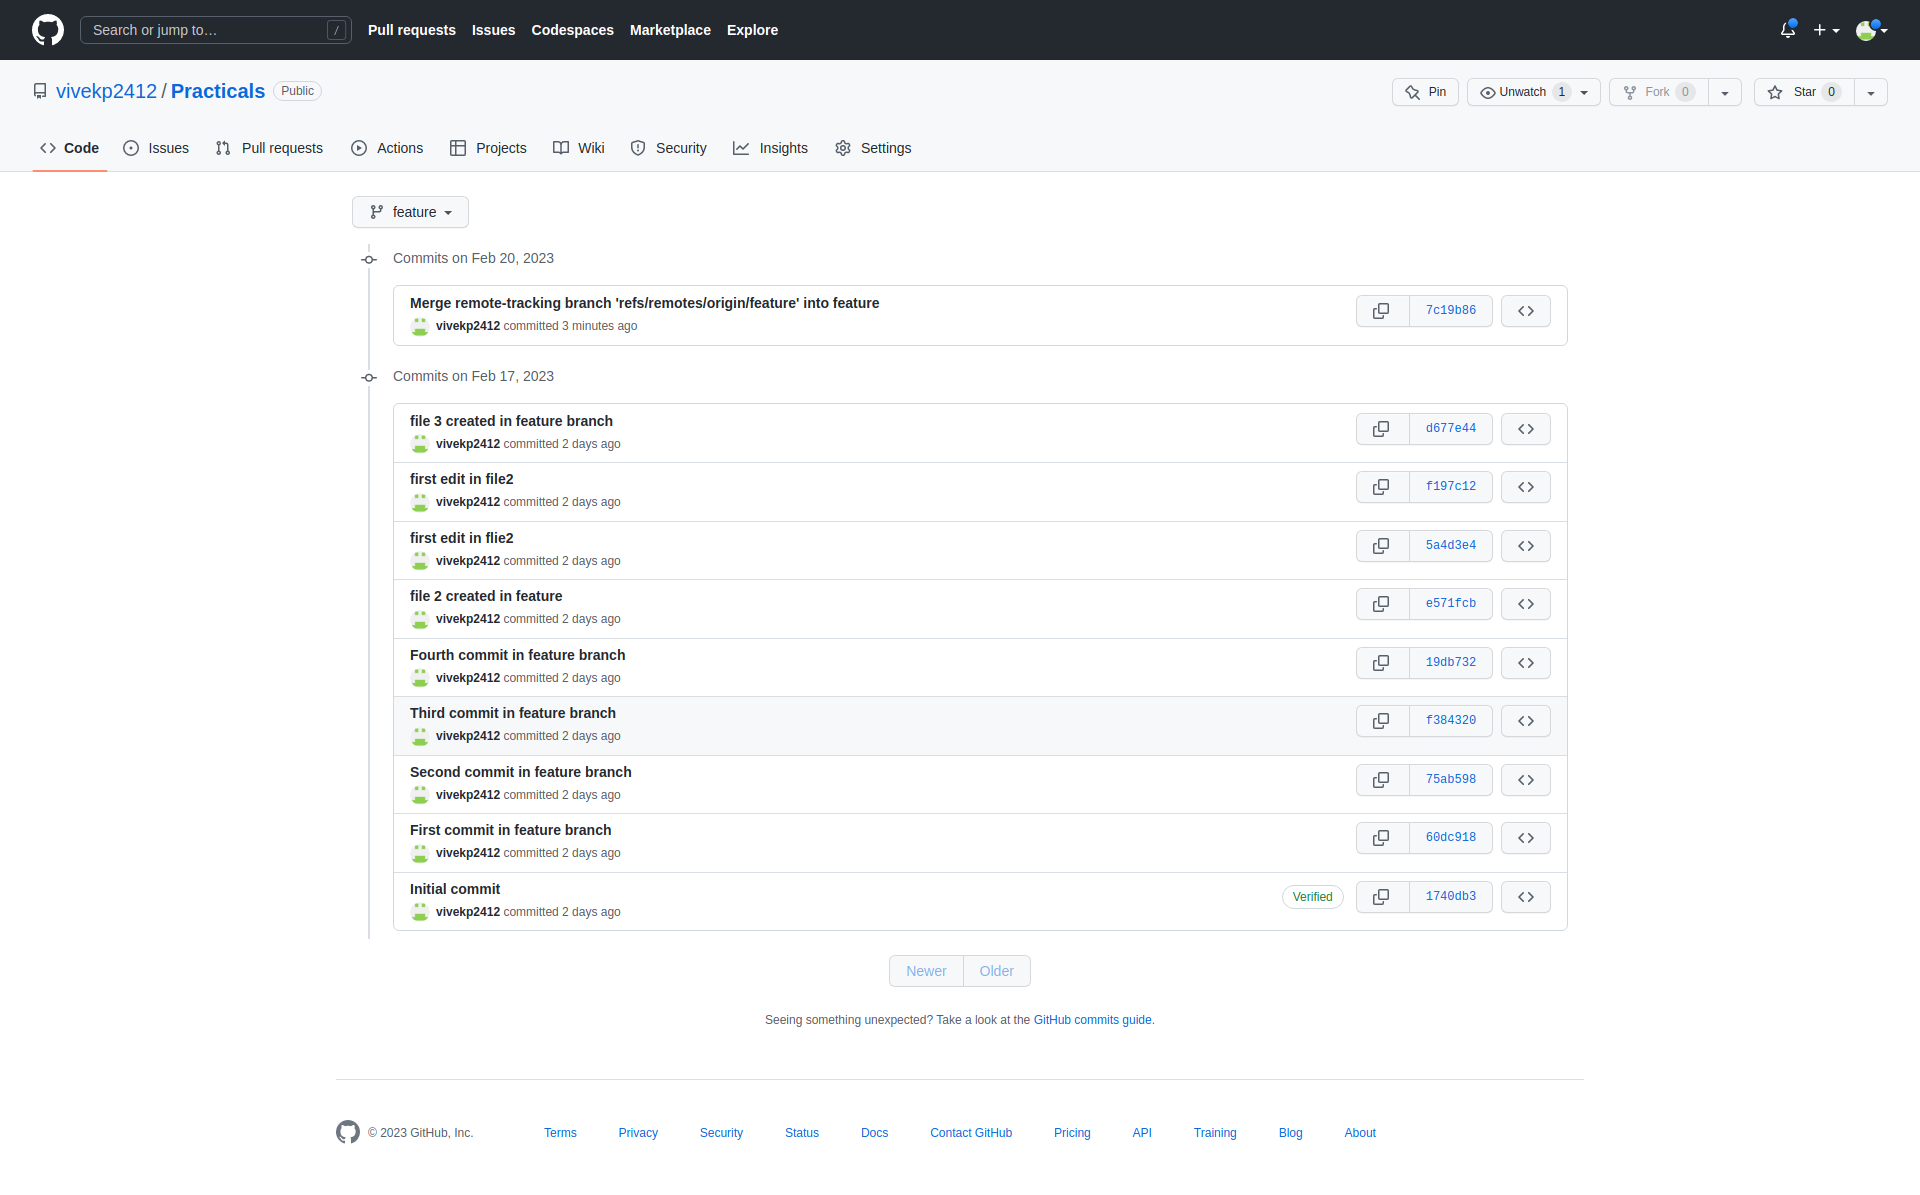 Search or jump to… /
Pull requests Issues Codespaces Marketplace Explore
vivekp2412 / Practicals Public
Pin Unwatch 1 Fork 0 Star 0
Code Issues Pull requests Actions Projects Wiki Security Insights Settings
feature
Commits on Feb 20, 2023
Merge remote-tracking branch 'refs/remotes/origin/feature' into feature
vivekp2412 committed 3 minutes ago
7c19b86
Commits on Feb 17, 2023
file 3 created in feature branch
vivekp2412 committed 2 days ago
d677e44
first edit in file2
vivekp2412 committed 2 days ago
f197c12
first edit in flie2
vivekp2412 committed 2 days ago
5a4d3e4
file 2 created in feature
vivekp2412 committed 2 days ago
e571fcb
Fourth commit in feature branch
vivekp2412 committed 2 days ago
19db732
Third commit in feature branch
vivekp2412 committed 2 days ago
f384320
Second commit in feature branch
vivekp2412 committed 2 days ago
75ab598
First commit in feature branch
vivekp2412 committed 2 days ago
60dc918
Initial commit
vivekp2412 committed 2 days ago
Verified 1740db3
Newer Older
Seeing something unexpected? Take a look at the GitHub commits guide.
© 2023 GitHub, Inc. Terms Privacy Security Status Docs Contact GitHub Pricing API Training Blog About